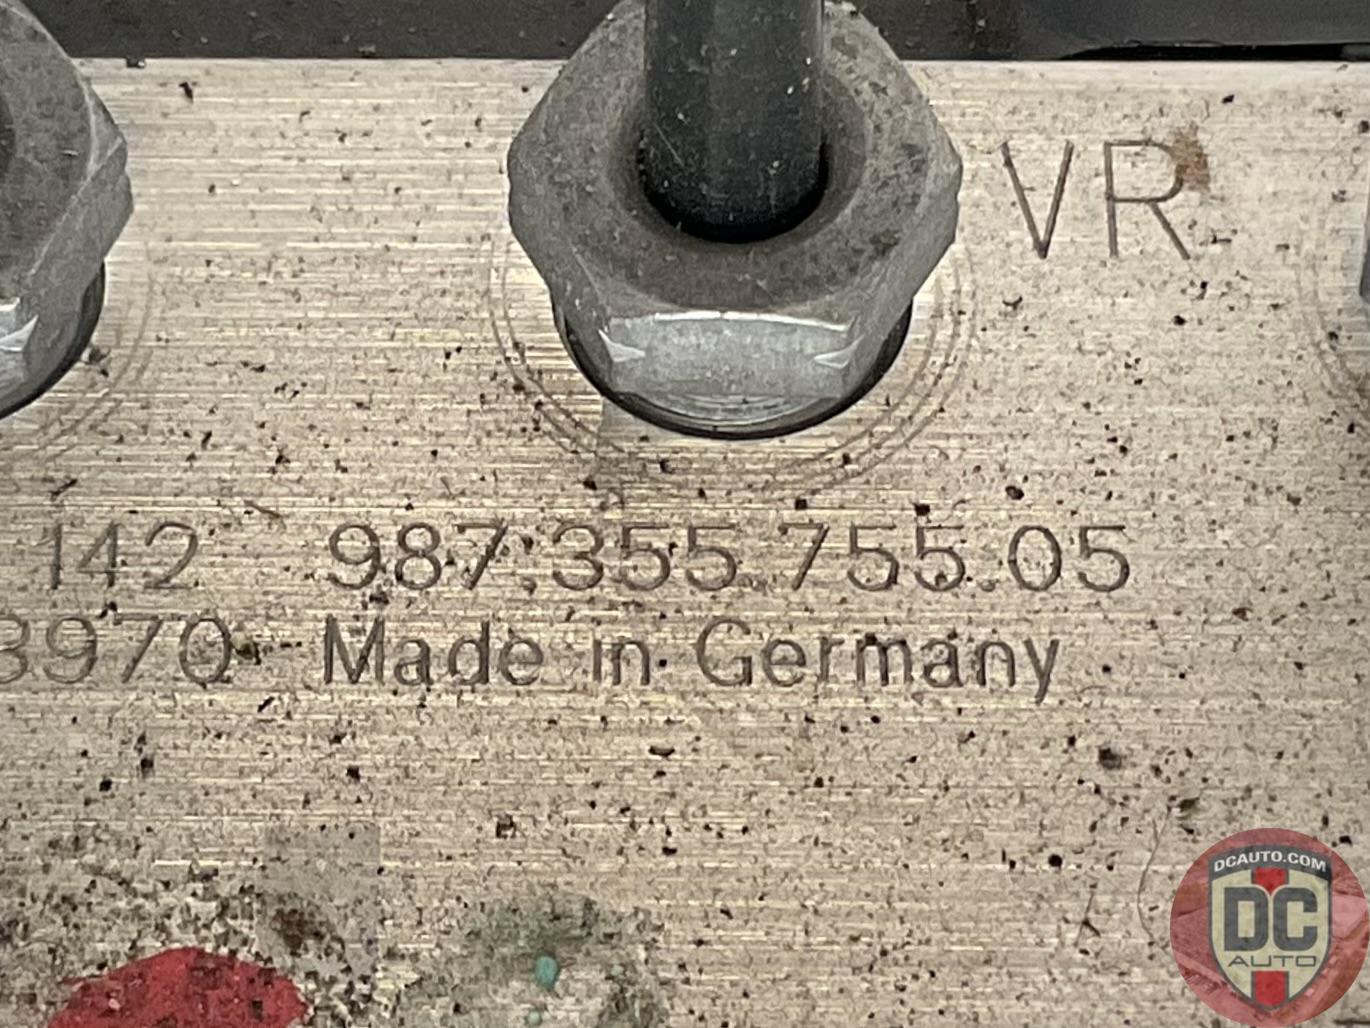 VR
142 987.355.755.05
3970 Made in Germany
DCAUTO.COM
DC
AUTO